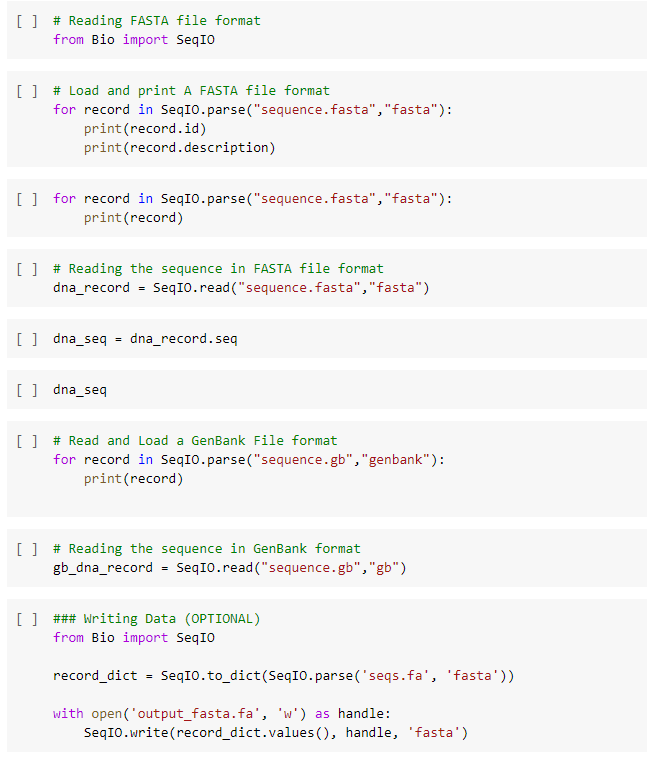 [ ] # Reading FASTA file format
from Bio import SeqIO
[ ] # Load and print A FASTA file format
for record in SeqIO.parse("sequence.fasta","fasta"):
    print(record.id)
    print(record.description)
[ ] for record in SeqIO.parse("sequence.fasta","fasta"):
    print(record)
[ ] # Reading the sequence in FASTA file format
dna_record = SeqIO.read("sequence.fasta","fasta")
[ ] dna_seq = dna_record.seq
[ ] dna_seq
[ ] # Read and Load a GenBank File format
for record in SeqIO.parse("sequence.gb","genbank"):
    print(record)
[ ] # Reading the sequence in GenBank format
gb_dna_record = SeqIO.read("sequence.gb","gb")
[ ] ### Writing Data (OPTIONAL)
from Bio import SeqIO
record_dict = SeqIO.to_dict(SeqIO.parse('seqs.fa', 'fasta'))
with open('output_fasta.fa', 'w') as handle:
    SeqIO.write(record_dict.values(), handle, 'fasta')